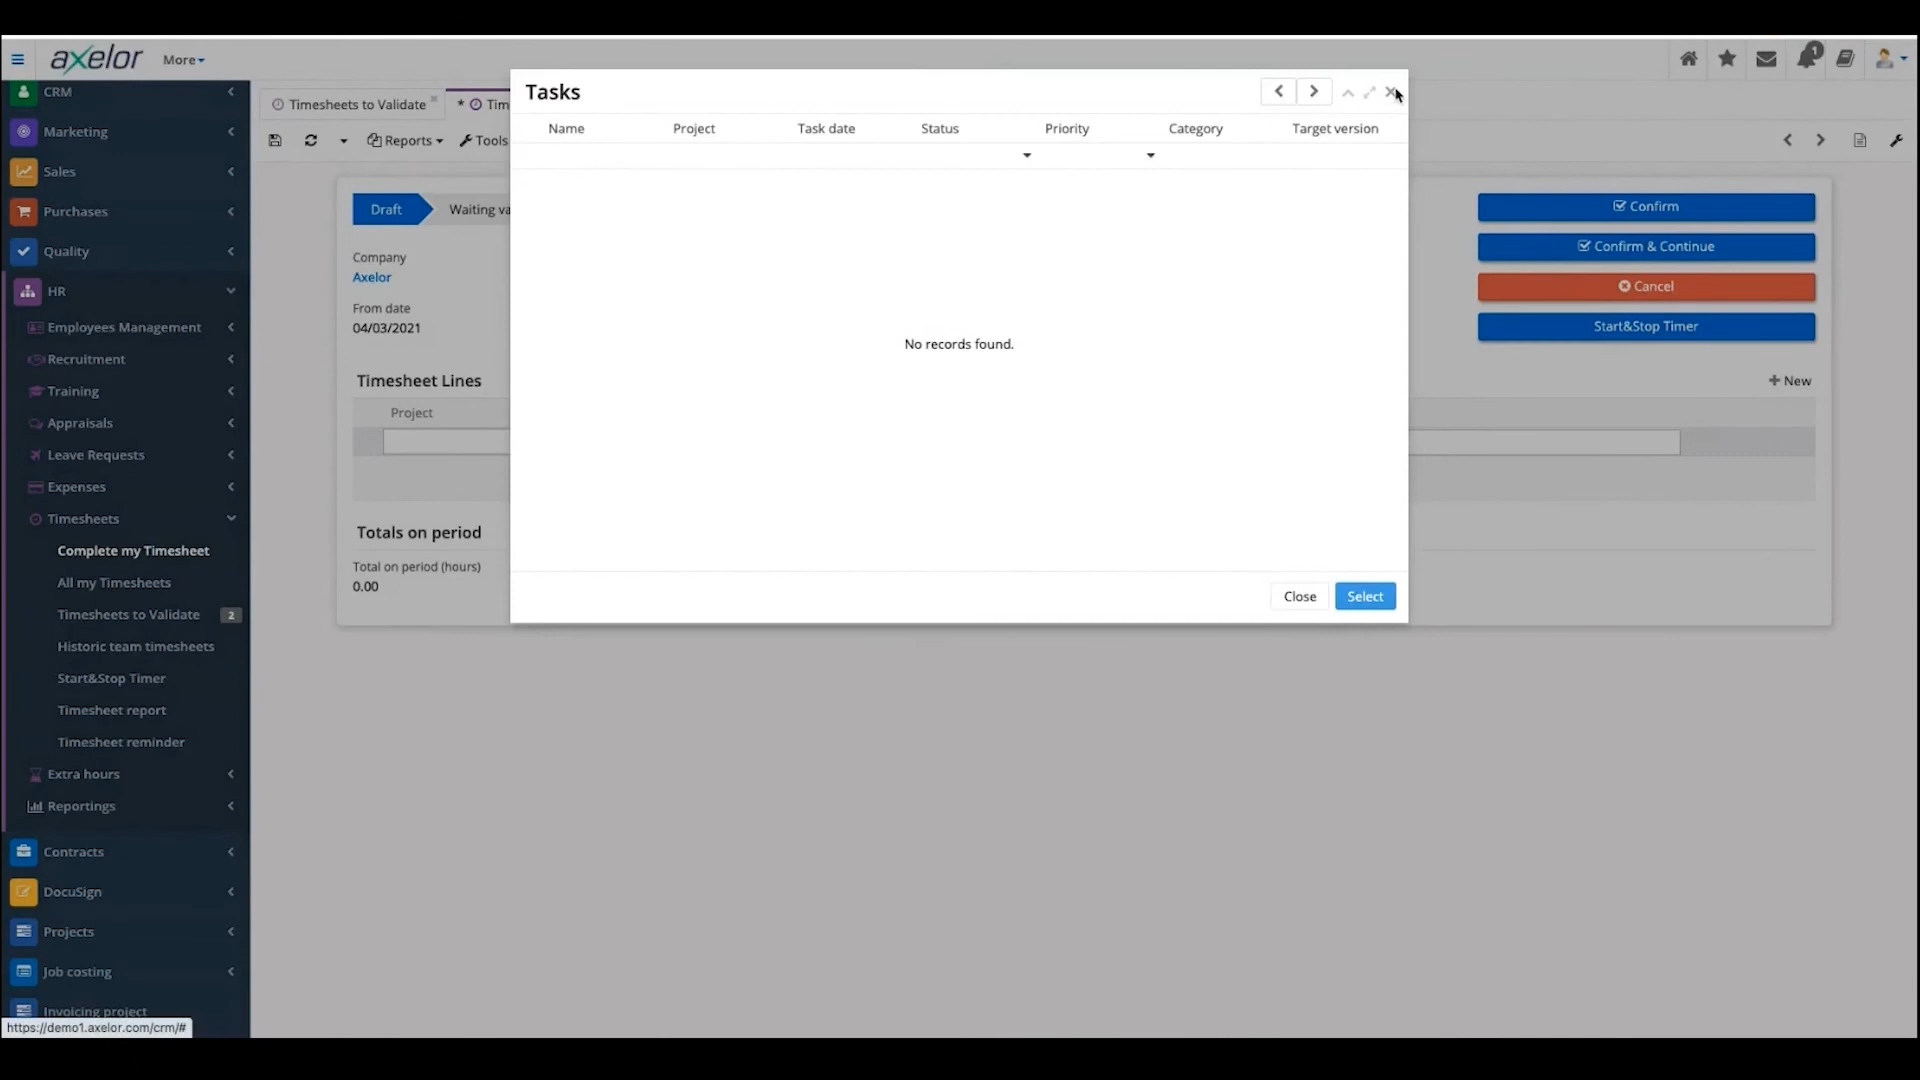 axelor More
1
CRM
Marketing
Sales
Purchases
Quality
HR
Employees Management
Recruitment
Training
Appraisals
Leave Requests
Expenses
Timesheets
Complete my Timesheet
All my Timesheets
Timesheets to Validate 2
Historic team timesheets
Start&Stop Timer
Timesheet report
Timesheet reminder
Extra hours
Reportings
Contracts
DocuSign
Projects
Job costing
Invoicing project
https://demo1.axelor.com/crm/#
Timesheets to Validate * Tim
Reports Tools
Draft Waiting va
Company
Axelor
From date
04/03/2021
Timesheet Lines
Project
Totals on period
Total on period (hours)
0.00
Tasks
Name Project Task date Status Priority Category Target version
No records found.
Close Select
Confirm
Confirm & Continue
Cancel
Start&Stop Timer
+ New